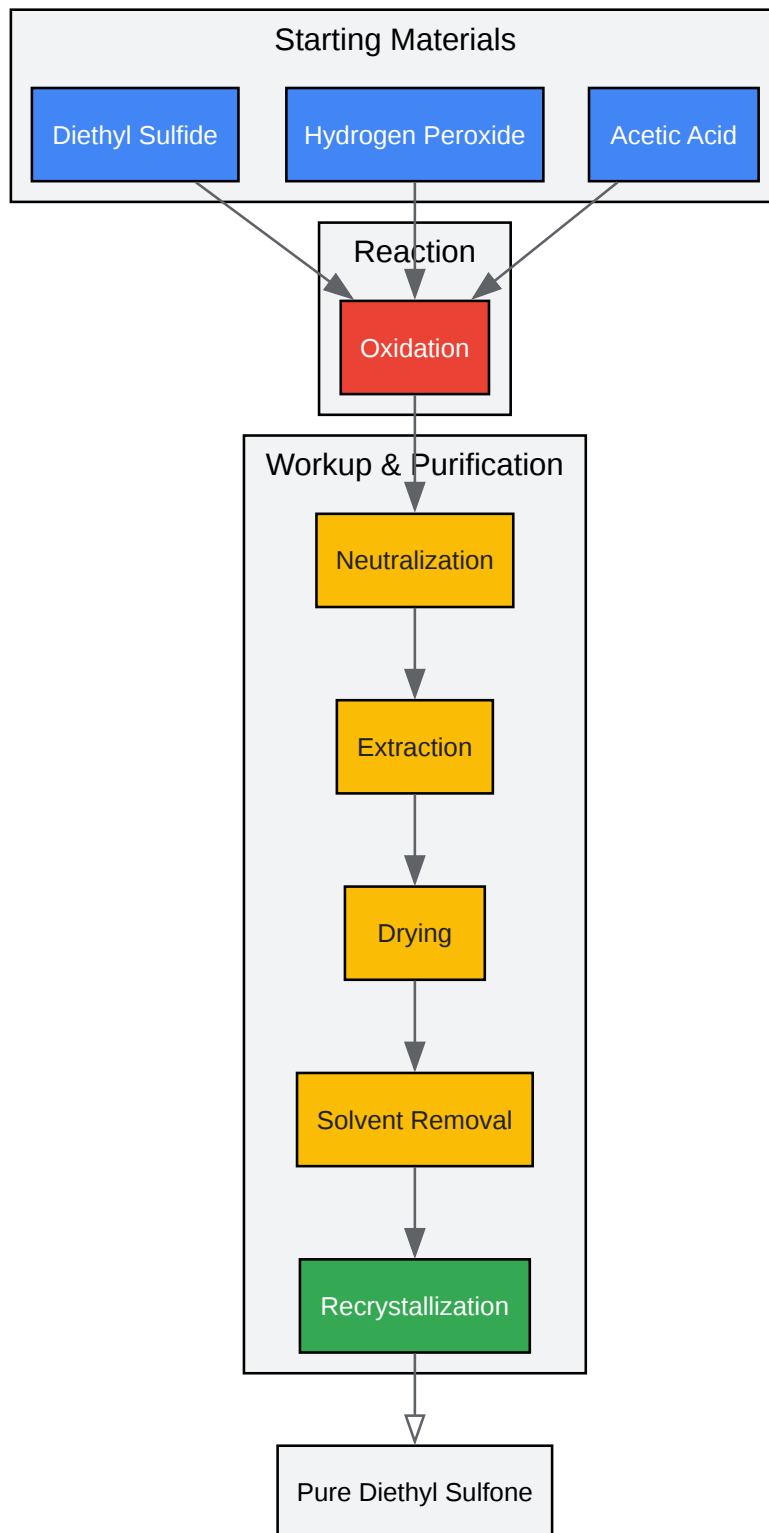 Starting Materials
Diethyl Sulfide
Hydrogen Peroxide
Acetic Acid
Reaction
Oxidation
Workup & Purification
Neutralization
Extraction
Drying
Solvent Removal
Recrystallization
Pure Diethyl Sulfone